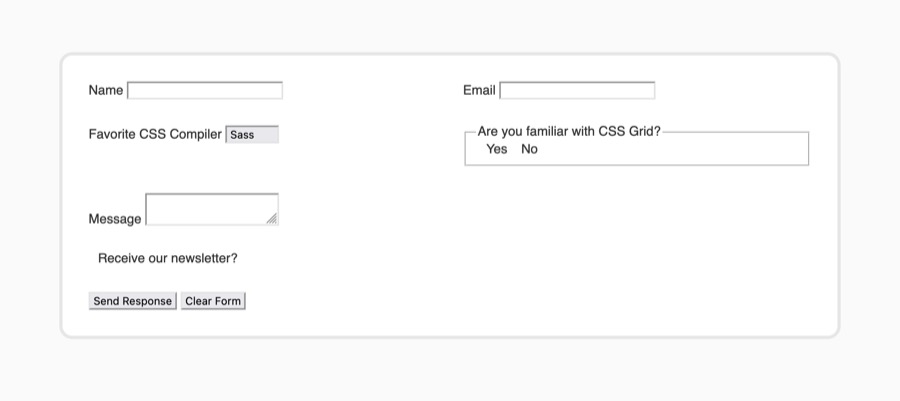 Name
Email
Favorite CSS Compiler Sass
Are you familiar with CSS Grid?
Yes No
Message
Receive our newsletter?
Send Response Clear Form